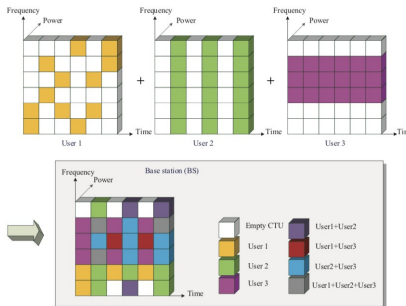 Frequency
Power
Time
User 1
+
Frequency
Power
Time
User 2
+
Frequency
Power
Time
User 3
Base station (BS)
Frequency
Power
Time
Empty CTU
User 1
User 2
User 3
User1+User2
User1+User3
User2+User3
User1+User2+User3